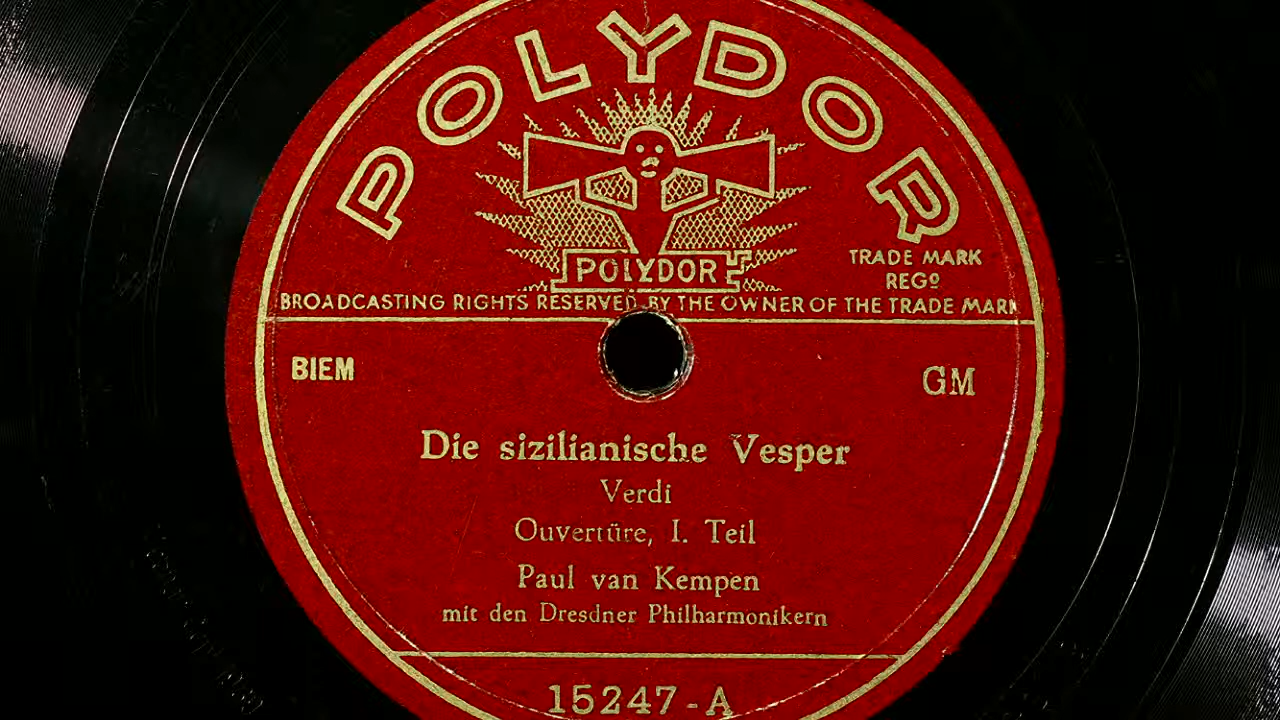 POLYDOR
POLYDOR
TRADE MARK
REGD
BROADCASTING RIGHTS RESERVED BY THE OWNER OF THE TRADE MARK
BIEM
GM
Die sizilianische Vesper
Verdi
Ouvertüre, I. Teil
Paul van Kempen
mit den Dresdner Philharmonikern
15247-A